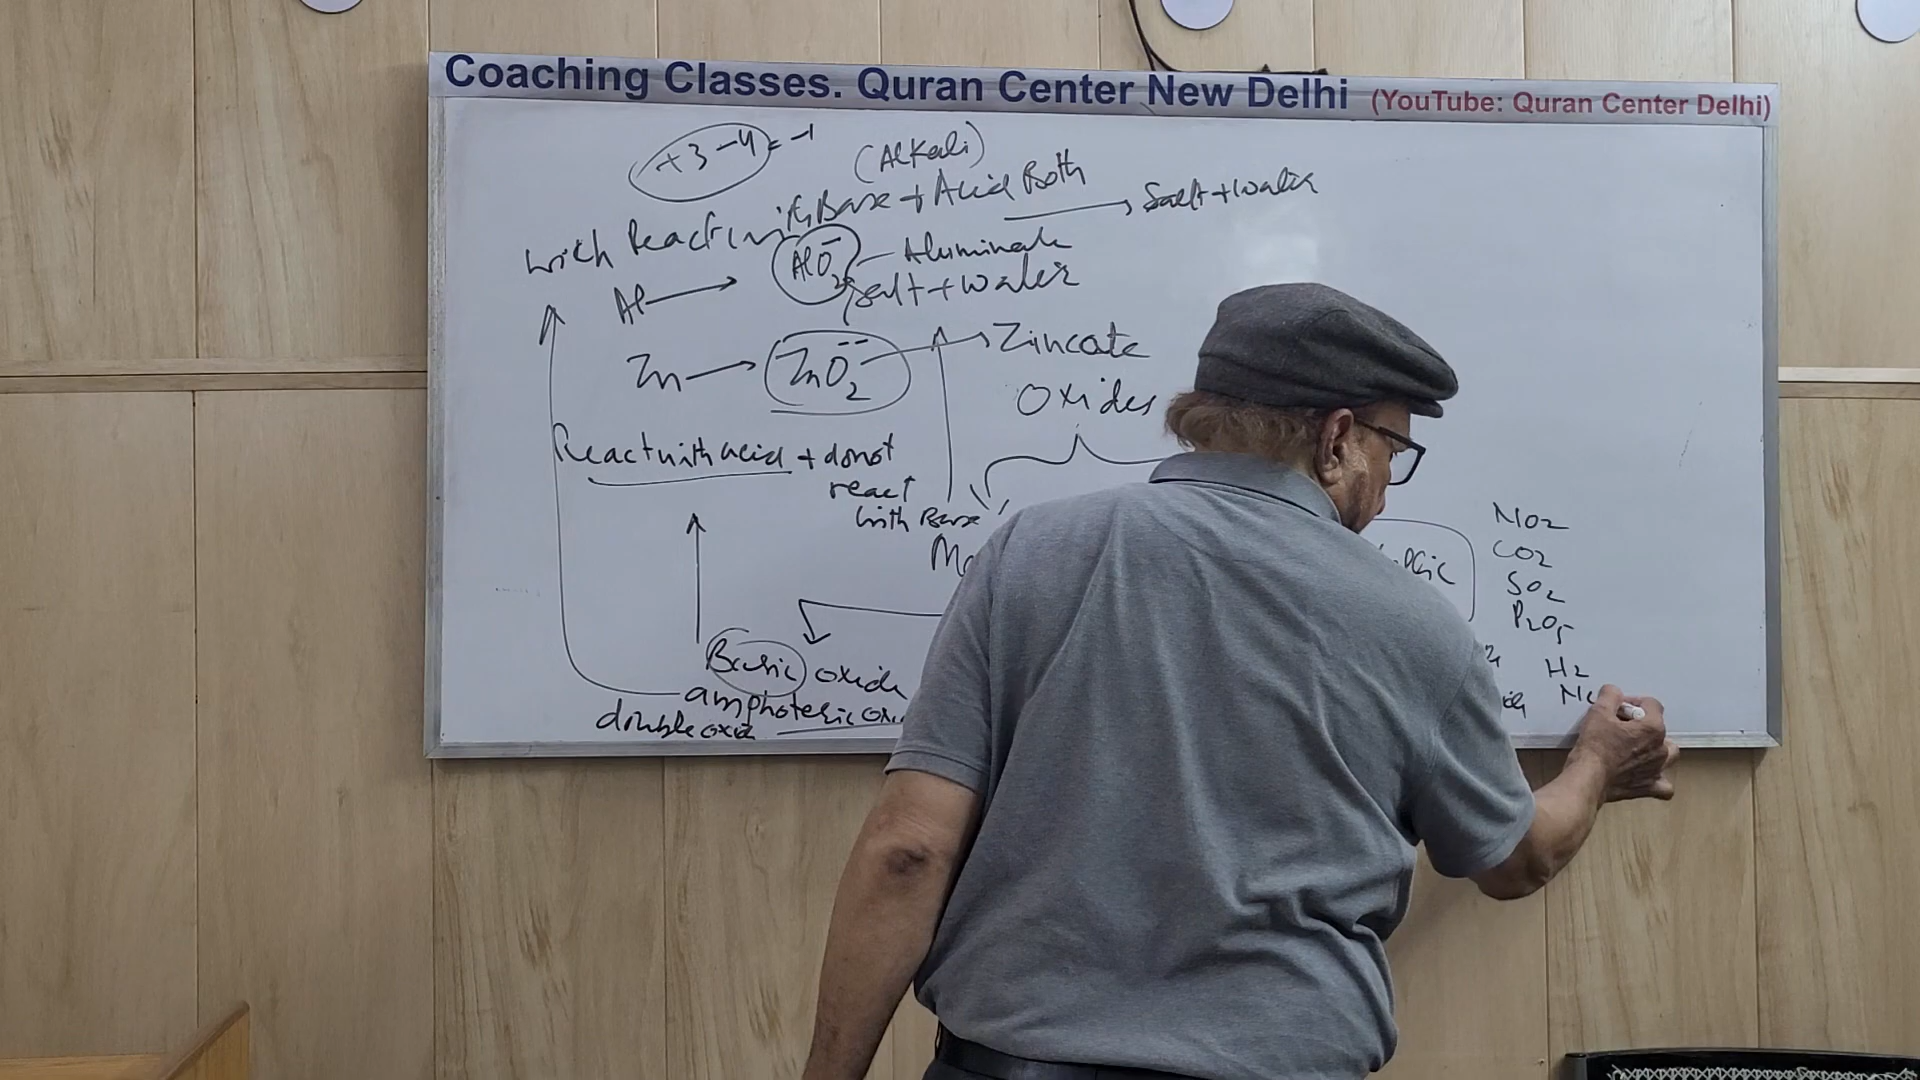 Coaching Classes. Quran Center New Delhi (YouTube: Quran Center Delhi)
+3-4=-1
(Alkali)
with React with Base + Acid Both → Salt + water
Al → AlO₂⁻ — Aluminate
Salt + water
Zn → ZnO₂⁻⁻ → Zincate
Oxides
React with acid + donot
react
with Base
NO2
CO2
SO2
P2O5
H2
Basic oxide
amphoteric
double oxide